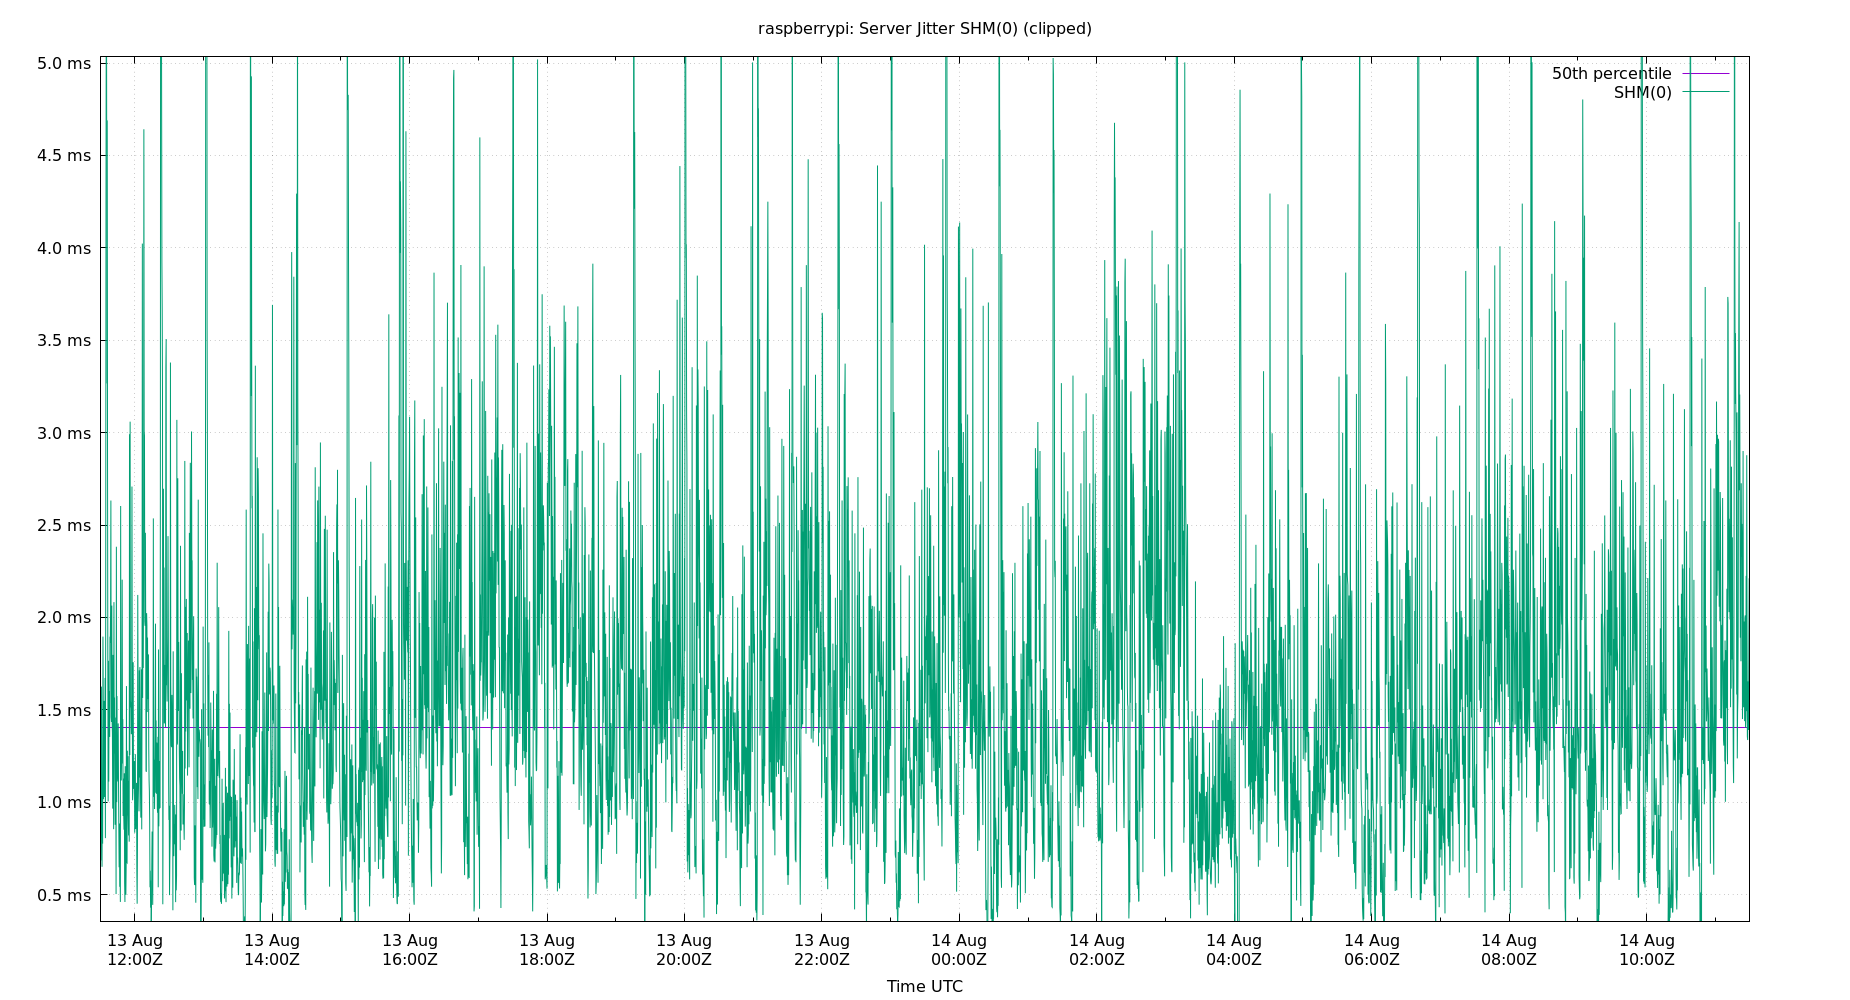 raspberrypi: Server Jitter SHM(0) (clipped)
5.0 ms
4.5 ms
4.0 ms
3.5 ms
3.0 ms
2.5 ms
2.0 ms
1.5 ms
1.0 ms
0.5 ms
50th percentile
SHM(0)
13 Aug 13 Aug 13 Aug 13 Aug 13 Aug 13 Aug 14 Aug 14 Aug 14 Aug 14 Aug 14 Aug 14 Aug
12:00Z 14:00Z 16:00Z 18:00Z 20:00Z 22:00Z 00:00Z 02:00Z 04:00Z 06:00Z 08:00Z 10:00Z
Time UTC